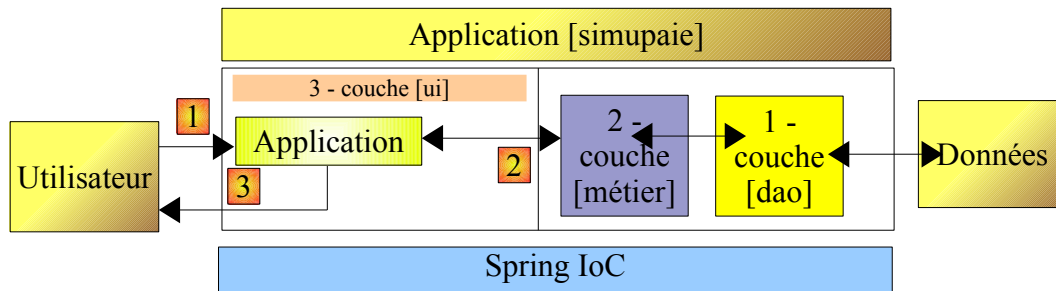 Application [simupaie]
3 - couche [ui]
1
Application
Utilisateur
3
2
2 -
couche
[métier]
1 -
couche
[dao]
Données
Spring IoC